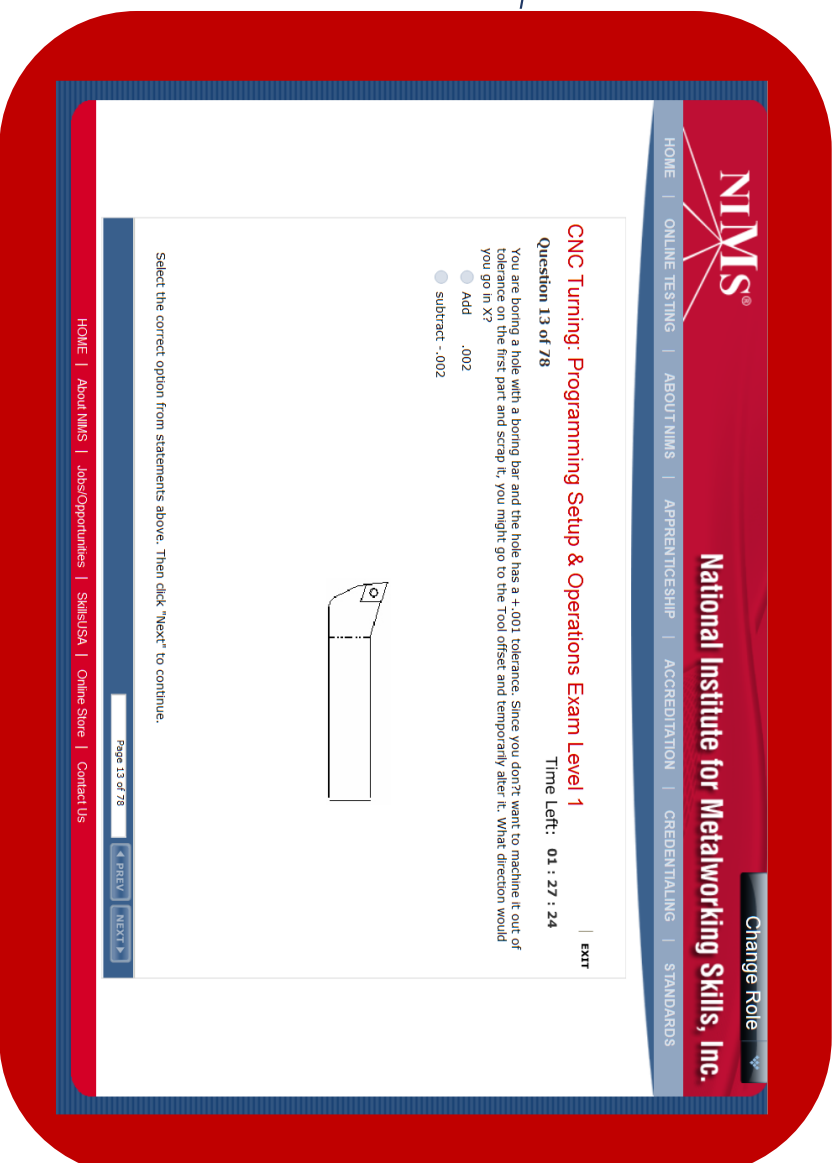 Change Role
NIMS®
National Institute for Metalworking Skills, Inc.
HOME | ONLINE TESTING | ABOUT NIMS | APPRENTICESHIP | ACCREDITATION | CREDENTIALING | STANDARDS
EXIT
CNC Turning: Programming Setup & Operations Exam Level 1
Question 13 of 78
Time Left: 01 : 27 : 24
You are boring a hole with a boring bar and the hole has a +.001 tolerance. Since you don?t want to machine it out of
tolerance on the first part and scrap it, you might go to the Tool offset and temporarily alter it. What direction would
you go in X?
Add .002
subtract -.002
Select the correct option from statements above. Then click "Next" to continue.
Page 13 of 78
PREV
NEXT
HOME | About NIMS | Jobs/Opportunities | SkillsUSA | Online Store | Contact Us